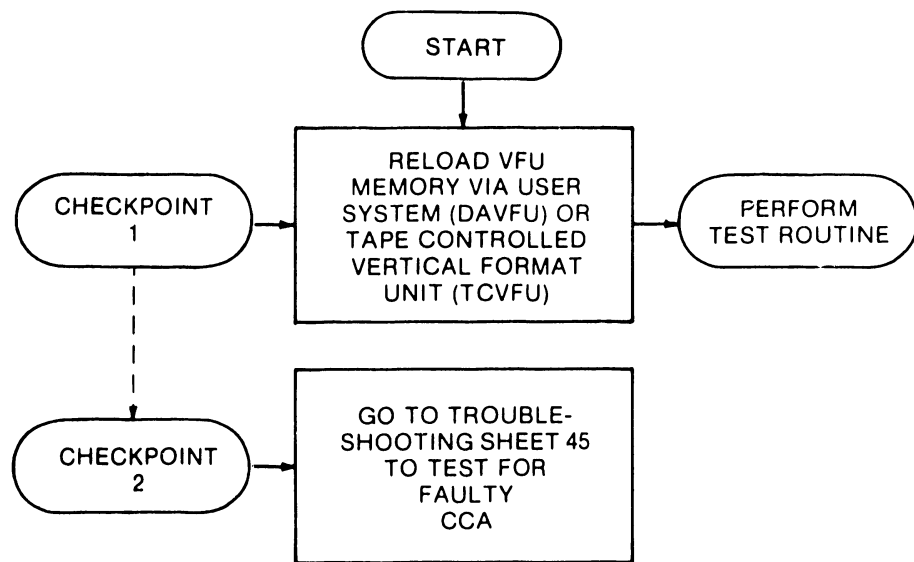 START
RELOAD VFU
MEMORY VIA USER
SYSTEM (DAVFU) OR
TAPE CONTROLLED
VERTICAL FORMAT
UNIT (TCVFU)
CHECKPOINT
1
PERFORM
TEST ROUTINE
CHECKPOINT
2
GO TO TROUBLE-
SHOOTING SHEET 45
TO TEST FOR
FAULTY
CCA